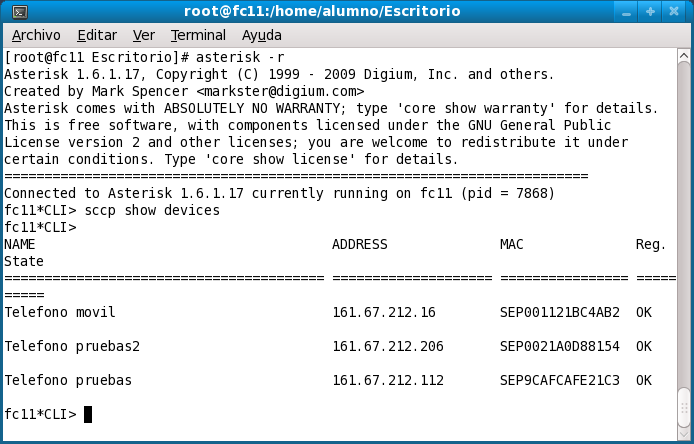 root@fc11:/home/alumno/Escritorio
Archivo Editar Ver Terminal Ayuda
[root@fc11 Escritorio]# asterisk -r
Asterisk 1.6.1.17, Copyright (C) 1999 - 2009 Digium, Inc. and others.
Created by Mark Spencer <markster@digium.com>
Asterisk comes with ABSOLUTELY NO WARRANTY; type 'core show warranty' for details.
This is free software, with components licensed under the GNU General Public
License version 2 and other licenses; you are welcome to redistribute it under
certain conditions. Type 'core show license' for details.
=========================================================================
Connected to Asterisk 1.6.1.17 currently running on fc11 (pid = 7868)
fc11*CLI> sccp show devices
fc11*CLI>
NAME ADDRESS MAC Reg.
State
======================================== ==================== ================ =====
=====
Telefono movil 161.67.212.16 SEP001121BC4AB2 OK
Telefono pruebas2 161.67.212.206 SEP0021A0D88154 OK
Telefono pruebas 161.67.212.112 SEP9CAFCAFE21C3 OK
fc11*CLI>